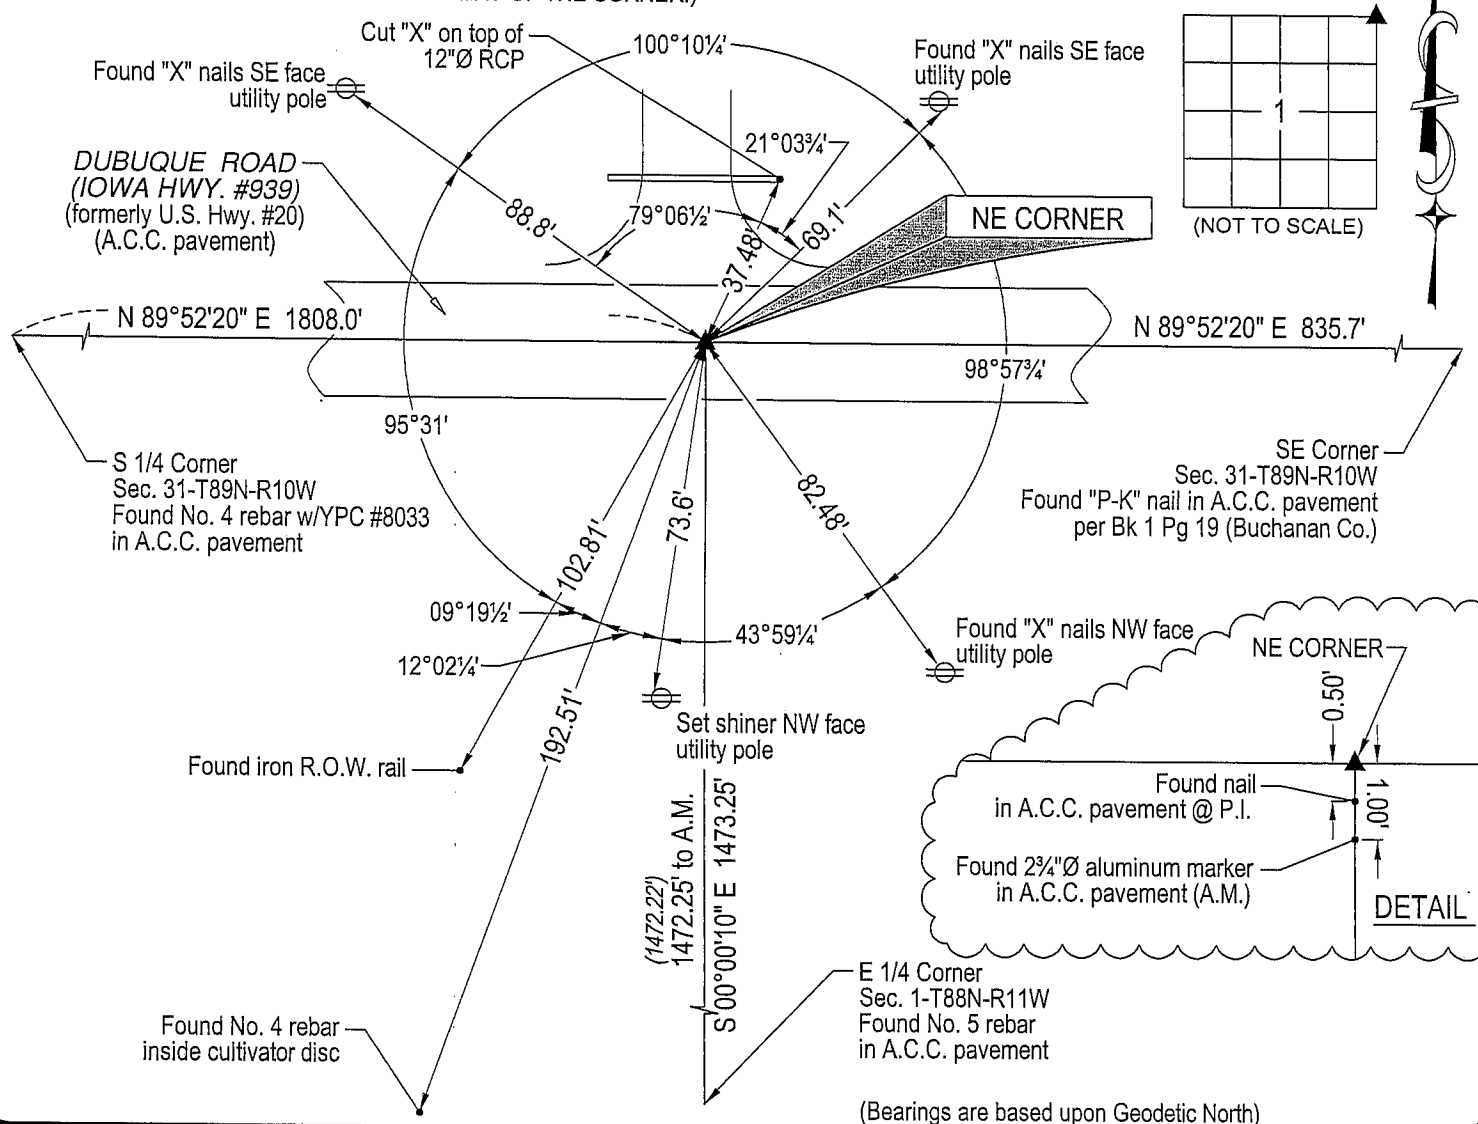 Cut "X" on top of
12"Ø RCP
100°10¼'
Found "X" nails SE face
utility pole
Found "X" nails SE face
utility pole
1
(NOT TO SCALE)
DUBUQUE ROAD
(IOWA HWY. #939)
(formerly U.S. Hwy. #20)
(A.C.C. pavement)
21°03¾'
88.8'
79°06½'
37.48'
69.1'
NE CORNER
N 89°52'20" E 1808.0'
N 89°52'20" E 835.7'
98°57¾'
95°31'
S 1/4 Corner
Sec. 31-T89N-R10W
Found No. 4 rebar w/YPC #8033
in A.C.C. pavement
SE Corner
Sec. 31-T89N-R10W
Found "P-K" nail in A.C.C. pavement
per Bk 1 Pg 19 (Buchanan Co.)
102.81'
73.6'
82.48'
09°19½'
12°02¼'
43°59¼'
192.51'
Found "X" nails NW face
utility pole
Set shiner NW face
utility pole
Found iron R.O.W. rail
(1472.22')
1472.25' to A.M.
S 00°00'10" E 1473.25'
NE CORNER
0.50'
1.00'
Found nail
in A.C.C. pavement @ P.I.
Found 2¾"Ø aluminum marker
in A.C.C. pavement (A.M.)
DETAIL
E 1/4 Corner
Sec. 1-T88N-R11W
Found No. 5 rebar
in A.C.C. pavement
Found No. 4 rebar
inside cultivator disc
(Bearings are based upon Geodetic North)